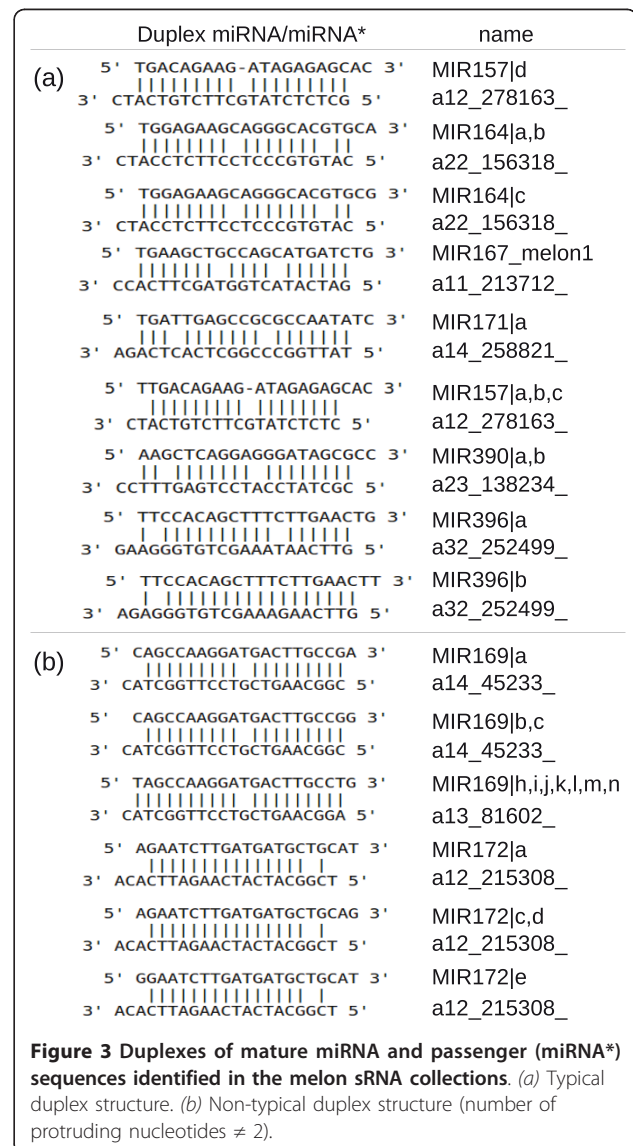 Duplex miRNA/miRNA* name
(a) 5' TGACAGAAG-ATAGAGAGCAC 3' MIR157|d
||||||||| |||||||||
3' CTACTGTCTTCGTATCTCTCG 5' a12_278163_
5' TGGAGAAGCAGGGCACGTGCA 3' MIR164|a,b
|||||||| ||||||| ||
3' CTACCTCTTCCTCCCGTGTAC 5' a22_156318_
5' TGGAGAAGCAGGGCACGTGCG 3' MIR164|c
|||||||| ||||||| ||
3' CTACCTCTTCCTCCCGTGTAC 5' a22_156318_
5' TGAAGCTGCCAGCATGATCTG 3' MIR167_melon1
||||||| |||| ||||||
3' CCACTTCGATGGTCATACTAG 5' a11_213712_
5' TGATTGAGCCGCGCCAATATC 3' MIR171|a
||| ||||||| |||||||
3' AGACTCACTCGGCCCGGTTAT 5' a14_258821_
5' TTGACAGAAG-ATAGAGAGCAC 3' MIR157|a,b,c
||||||||| ||||||||
3' CTACTGTCTTCGTATCTCTC 5' a12_278163_
5' AAGCTCAGGAGGGATAGCGCC 3' MIR390|a,b
|| |||||||| ||||||||
3' CCTTTGAGTCCTACCTATCGC 5' a23_138234_
5' TTCCACAGCTTTCTTGAACTG 3' MIR396|a
| |||||||||| ||||||
3' GAAGGGTGTCGAAATAACTTG 5' a32_252499_
5' TTCCACAGCTTTCTTGAACTT 3' MIR396|b
| |||||||||||||||||
3' AGAGGGTGTCGAAAGAACTTG 5' a32_252499_
(b) 5' CAGCCAAGGATGACTTGCCGA 3' MIR169|a
||||||||| |||||||||
3' CATCGGTTCCTGCTGAACGGC 5' a14_45233_
5' CAGCCAAGGATGACTTGCCGG 3' MIR169|b,c
||||||||| |||||||||
3' CATCGGTTCCTGCTGAACGGC 5' a14_45233_
5' TAGCCAAGGATGACTTGCCTG 3' MIR169|h,i,j,k,l,m,n
|||||||||| |||||||||
3' CATCGGTTCCTGCTGAACGGA 5' a13_81602_
5' AGAATCTTGATGATGCTGCAT 3' MIR172|a
||||||||||||||| |
3' ACACTTAGAACTACTACGGCT 5' a12_215308_
5' AGAATCTTGATGATGCTGCAG 3' MIR172|c,d
||||||||||||||| |
3' ACACTTAGAACTACTACGGCT 5' a12_215308_
5' GGAATCTTGATGATGCTGCAT 3' MIR172|e
||||||||||||||| |
3' ACACTTAGAACTACTACGGCT 5' a12_215308_
Figure 3 Duplexes of mature miRNA and passenger (miRNA*)
sequences identified in the melon sRNA collections. (a) Typical
duplex structure. (b) Non-typical duplex structure (number of
protruding nucleotides ≠ 2).